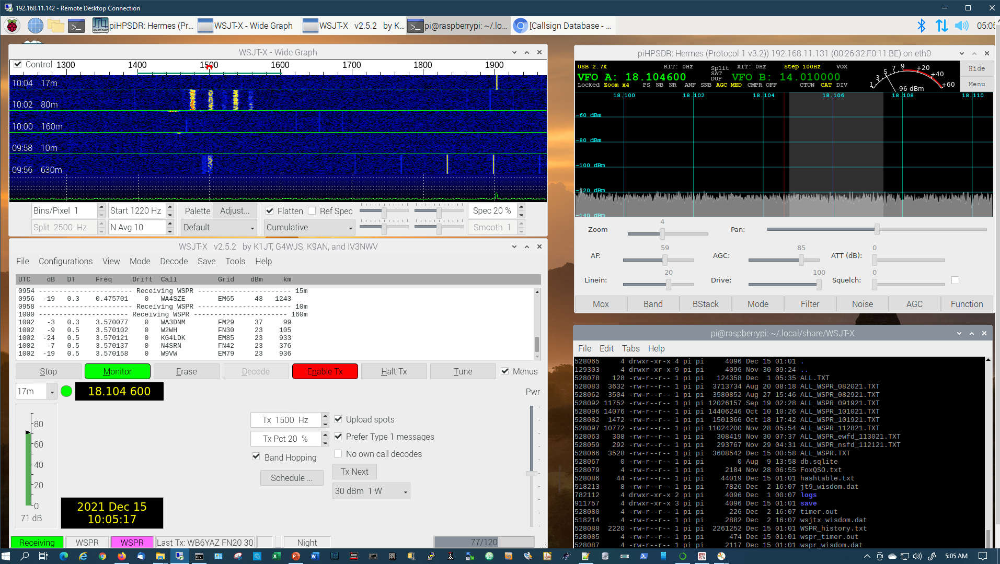 192.168.11.142 - Remote Desktop Connection
piHPSDR: Hermes (Pr...
WSJT-X - Wide Graph
WSJT-X   v2.5.2   by K...
pi@raspberrypi: ~/.lo...
[Callsign Database - ...
05:05
WSJT-X - Wide Graph
Control 1300 1400 1500 1600 1700 1800 1900
10:04 17m
10:02 80m
10:00 160m
09:58 10m
09:56 630m
Bins/Pixel 1 Start 1220 Hz Palette Adjust... Flatten Ref Spec Spec 20 %
Split 2500 Hz N Avg 10 Default Cumulative Smooth 1
WSJT-X   v2.5.2   by K1JT, G4WJS, K9AN, and IV3NWV
File Configurations View Mode Decode Save Tools Help
UTC dB DT Freq Drift Call Grid dBm km
0954 ----------------------- Receiving WSPR ----------------------- 15m
0956 -19 0.3 0.475701 0 WA4SZE EM65 43 1243
0958 ----------------------- Receiving WSPR ----------------------- 10m
1000 ---------------------- Receiving WSPR ----------------------- 160m
1002 -3 0.3 3.570077 0 WA3DNM FM29 37 99
1002 -9 0.5 3.570102 0 W2WH FN30 23 105
1002 -24 0.5 3.570121 0 KG4LDK EM85 23 933
1002 -7 0.5 3.570137 0 N4SRN FN42 23 376
1002 -19 0.5 3.570158 0 W9VW EM79 23 936
Stop Monitor Erase Decode Enable Tx Halt Tx Tune Menus
17m 18.104 600 Pwr
80
60
40
20
0
71 dB
Tx 1500 Hz Upload spots
Tx Pct 20 % Prefer Type 1 messages
Band Hopping No own call decodes
Schedule ... Tx Next
30 dBm 1 W
2021 Dec 15
10:05:17
Receiving WSPR WSPR Last Tx: WB6YAZ FN20 30 Night 77/120
piHPSDR: Hermes (Protocol 1 v3.2)) 192.168.11.131 (00:26:32:F0:11:BE) on eth0
USB 2.7k RIT: 0Hz Split XIT: 0Hz Step 100Hz VOX
VFO A: 18.104600 SAT DUP VFO B: 14.010000
Locked Zoom x4 PS NB NR ANF SNB AGC MED CMPR OFF CTUN CAT DIV
1 3 5 7 9 +20 +40 +60
-96 dBm
Hide
Menu
18.100 18.102 18.104 18.106 18.108 18.110
-60 dBm
-80 dBm
-100 dBm
-120 dBm
-140 dBm
Zoom 4 Pan:
AF: 59 AGC: 85 ATT (dB): 0
Linein: 20 Drive: 100 Squelch: 0
Mox Band BStack Mode Filter Noise AGC Function
pi@raspberrypi: ~/.local/share/WSJT-X
File Edit Tabs Help
528065 4 drwxr-xr-x 4 pi pi 4096 Dec 15 01:01 .
129303 4 drwxr-xr-x 9 pi pi 4096 Nov 30 09:24 ..
528078 128 -rw-r--r-- 1 pi pi 124358 Dec 1 05:35 ALL.TXT
528083 3632 -rw-r--r-- 1 pi pi 3713734 Aug 20 08:18 ALL_WSPR_082021.TXT
528062 3504 -rw-r--r-- 1 pi pi 3580852 Aug 27 15:46 ALL_WSPR_082921.TXT
528092 11752 -rw-r--r-- 1 pi pi 12026157 Sep 19 02:28 ALL_WSPR_091921.TXT
528096 14076 -rw-r--r-- 1 pi pi 14406246 Oct 10 10:26 ALL_WSPR_101021.TXT
528082 1472 -rw-r--r-- 1 pi pi 1501366 Oct 18 17:42 ALL_WSPR_101921.TXT
528097 10772 -rw-r--r-- 1 pi pi 11024200 Nov 28 05:54 ALL_WSPR_112821.TXT
528063 308 -rw-r--r-- 1 pi pi 308419 Nov 30 07:37 ALL_WSPR_ewfd_113021.TXT
528059 292 -rw-r--r-- 1 pi pi 293767 Nov 29 04:31 ALL_WSPR_nsfd_112121.TXT
528066 3528 -rw-r--r-- 1 pi pi 3608542 Dec 15 00:58 ALL_WSPR.TXT
528067 0 -rw-r--r-- 1 pi pi 0 Aug 9 13:58 db.sqlite
528079 4 -rw-r--r-- 1 pi pi 2184 Nov 28 06:55 FoxQSO.txt
528086 44 -rw-r--r-- 1 pi pi 44019 Dec 15 01:01 hashtable.txt
518213 8 -rw-r--r-- 1 pi pi 7826 Dec 2 16:07 jt9_wisdom.dat
782112 4 drwxr-xr-x 2 pi pi 4096 Dec 1 00:07 logs
911757 4 drwxr-xr-x 3 pi pi 4096 Dec 15 01:01 save
528080 4 -rw-r--r-- 1 pi pi 226 Dec 2 16:07 timer.out
518214 4 -rw-r--r-- 1 pi pi 2882 Dec 2 16:07 wsjtx_wisdom.dat
528088 2220 -rw-r--r-- 1 pi pi 2261252 Dec 15 01:01 WSPR_history.txt
528085 4 -rw-r--r-- 1 pi pi 474 Dec 15 01:01 wspr_timer.out
528087 4 -rw-r--r-- 1 pi pi 2117 Dec 15 01:01 wspr_wisdom.dat
5:05 AM